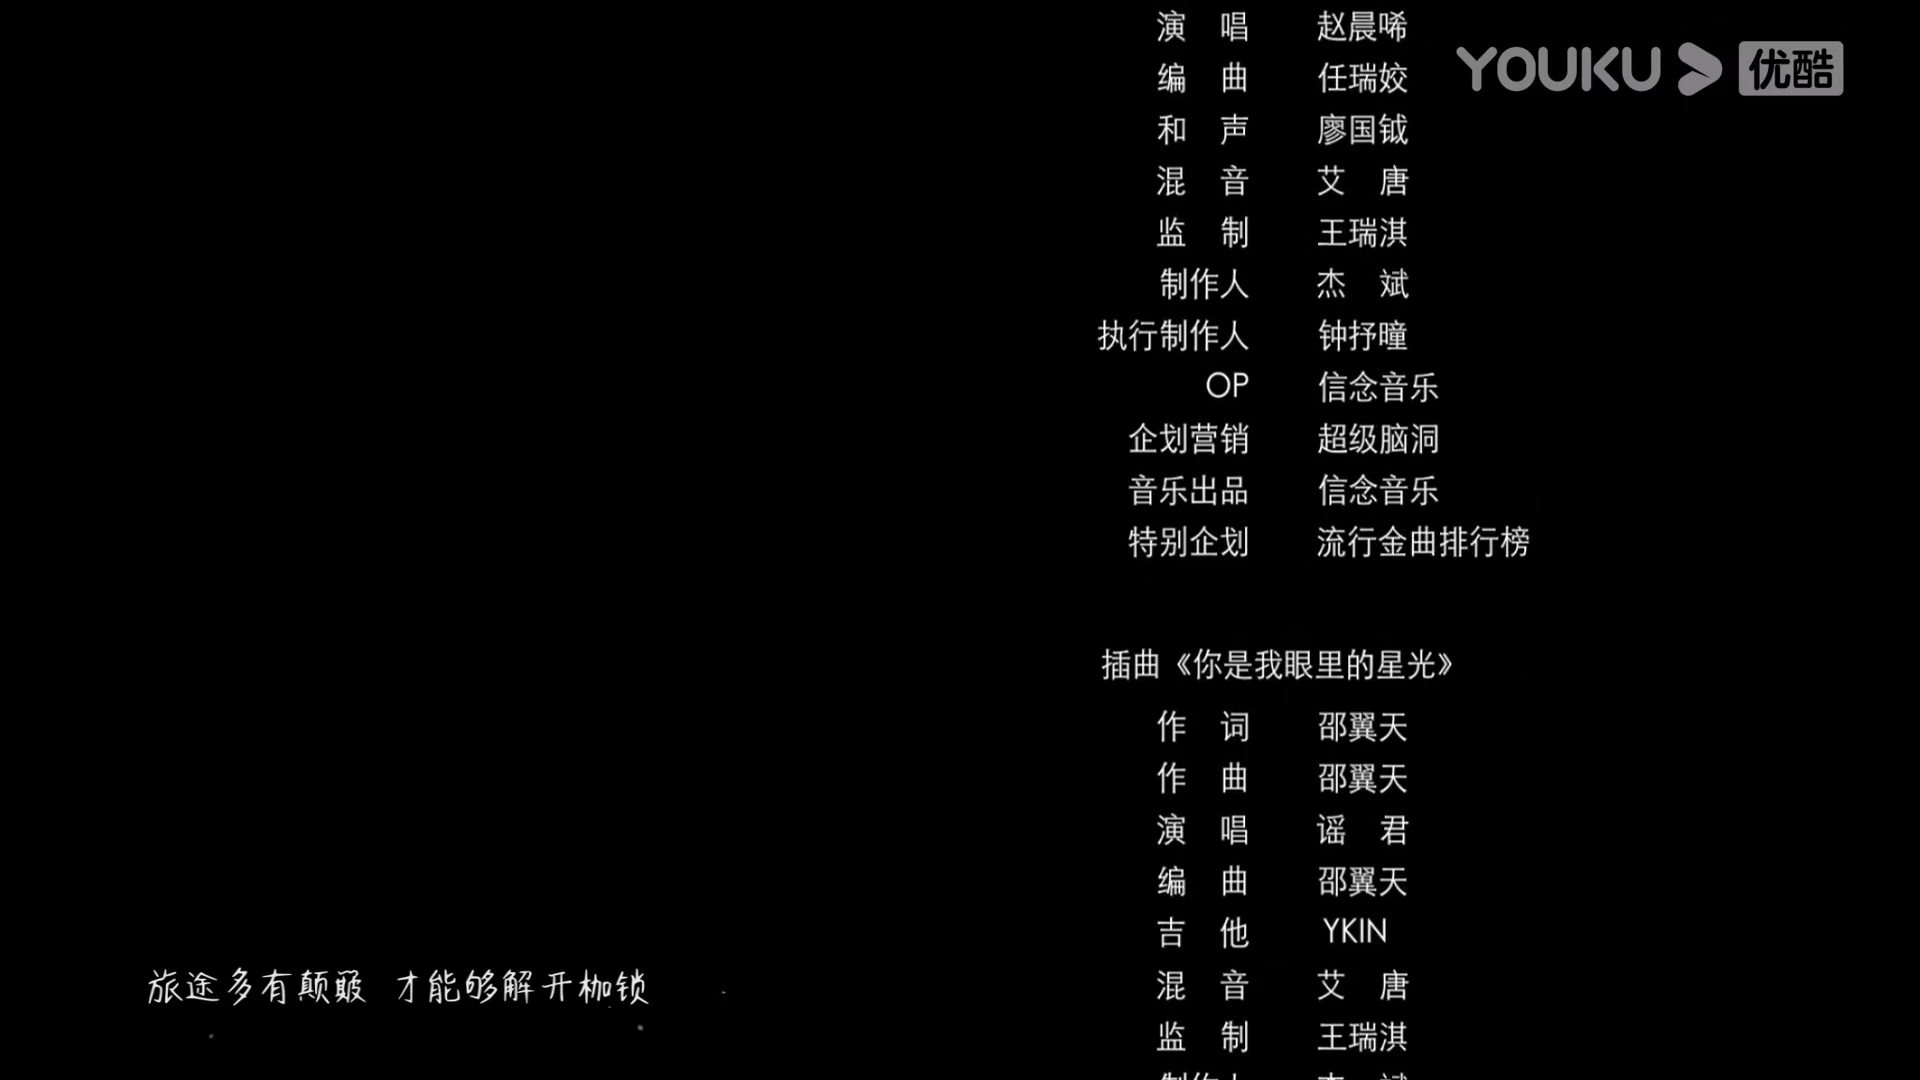 演 唱 赵晨唏
YOUKU 优酷
编 曲 任瑞姣
和 声 廖国钺
混 音 艾 唐
监 制 王瑞淇
制作人 杰 斌
执行制作人 钟抒曈
OP 信念音乐
企划营销 超级脑洞
音乐出品 信念音乐
特别企划 流行金曲排行榜
插曲《你是我眼里的星光》
作 词 邵翼天
作 曲 邵翼天
演 唱 谣 君
编 曲 邵翼天
吉 他 YKIN
混 音 艾 唐
监 制 王瑞淇
制作人 杰 斌
旅途多有颠簸 才能够解开枷锁